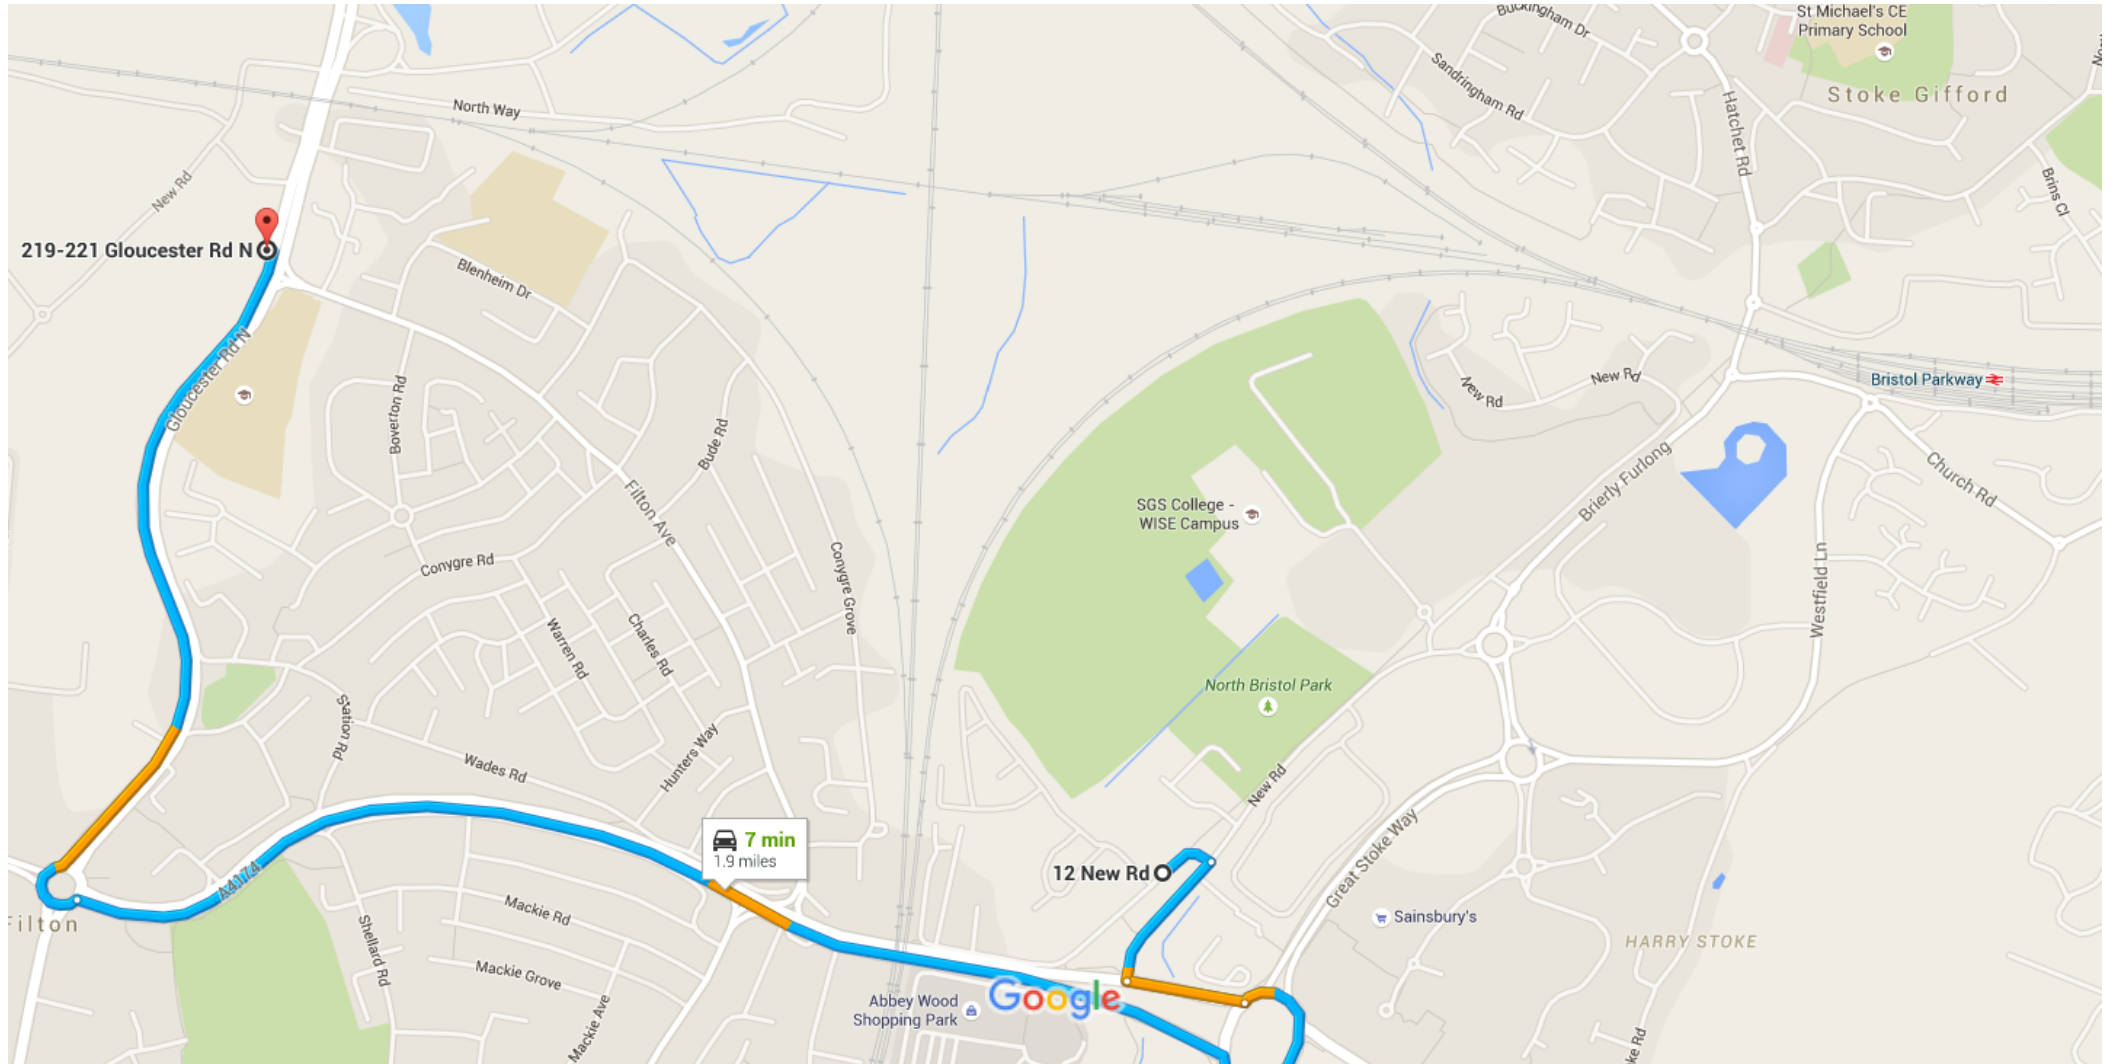 Buckingham Dr
St Michael's CE
Primary School
Stoke Gifford
Sandringham Rd
Hatchet Rd
North Way
New Rd
Brins Cl
219-221 Gloucester Rd N
Blenheim Dr
Gloucester Rd N
Boverton Rd
Bude Rd
Filton Ave
New Rd
New Rd
Bristol Parkway
Brierly Furlong
Church Rd
SGS College -
WISE Campus
Conygre Rd
Conygre Grove
Westfield Ln
Warren Rd
Charles Rd
North Bristol Park
Station Rd
Wades Rd
Hunters Way
New Rd
7 min
1.9 miles
A4174
12 New Rd
Great Stoke Way
Mackie Rd
Sainsbury's
Filton
Shellard Rd
HARRY STOKE
Mackie Grove
Abbey Wood
Shopping Park
Google
Mackie Ave
ke Rd